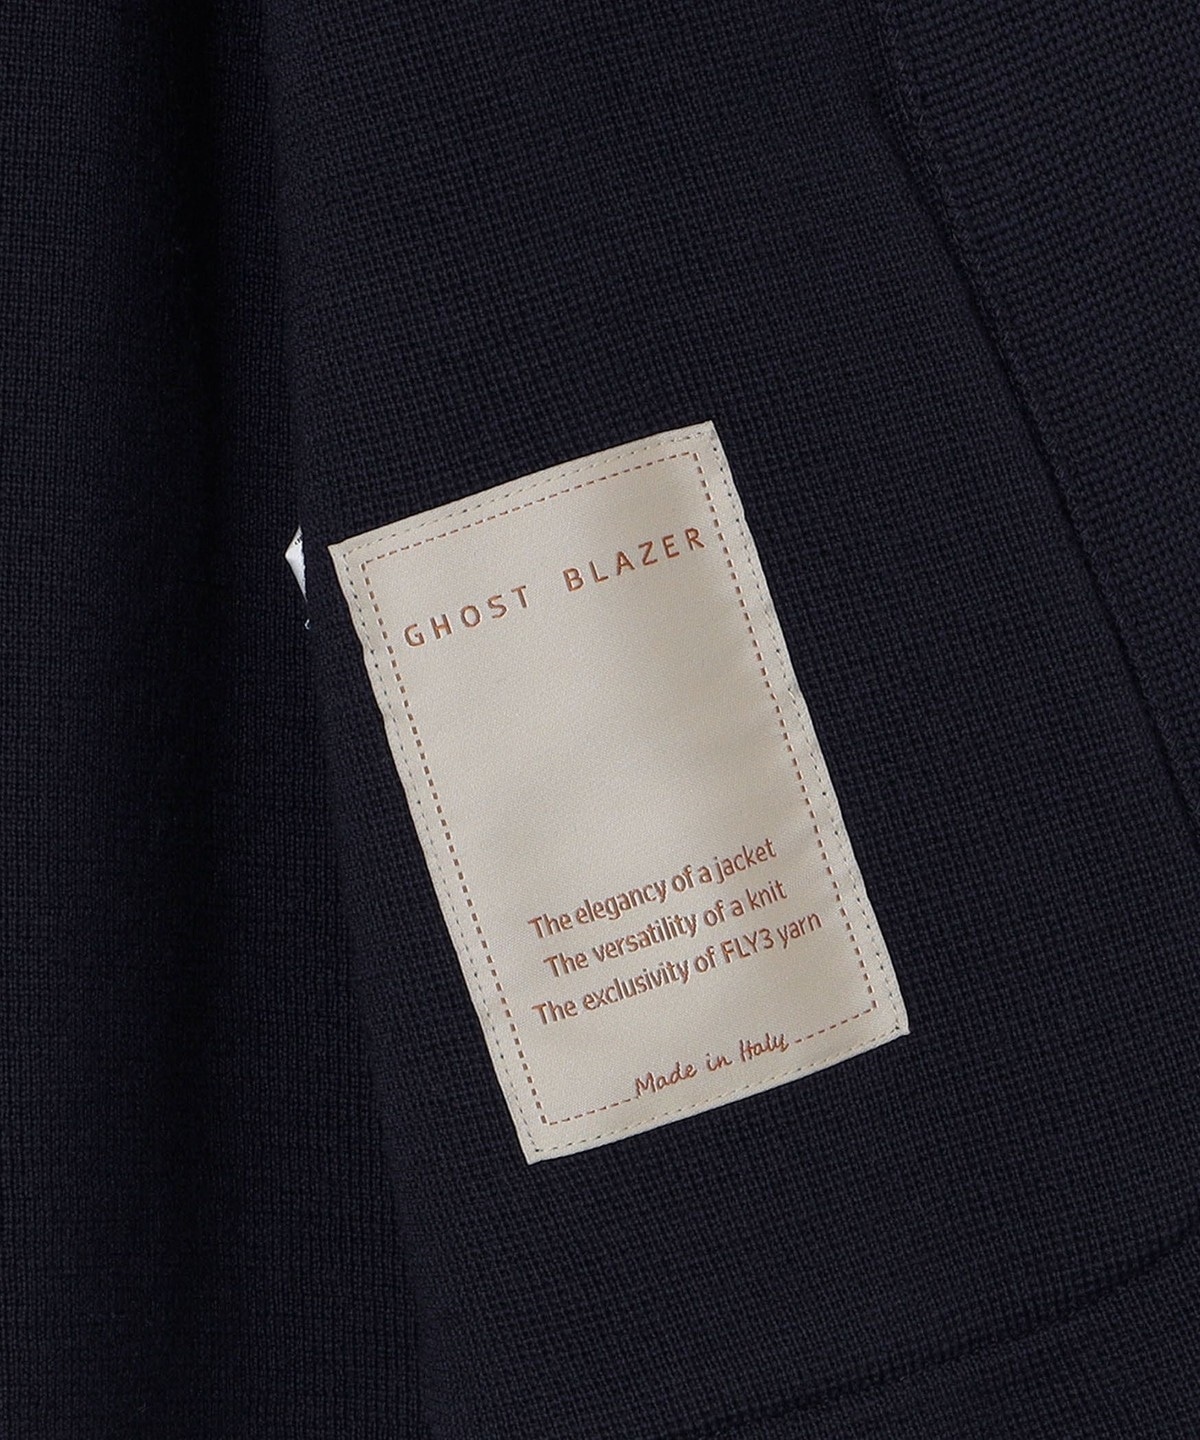 GHOST BLAZER
The elegancy of a jacket
The versatility of a knit
The exclusivity of FLY3 yarn
Made in Italy